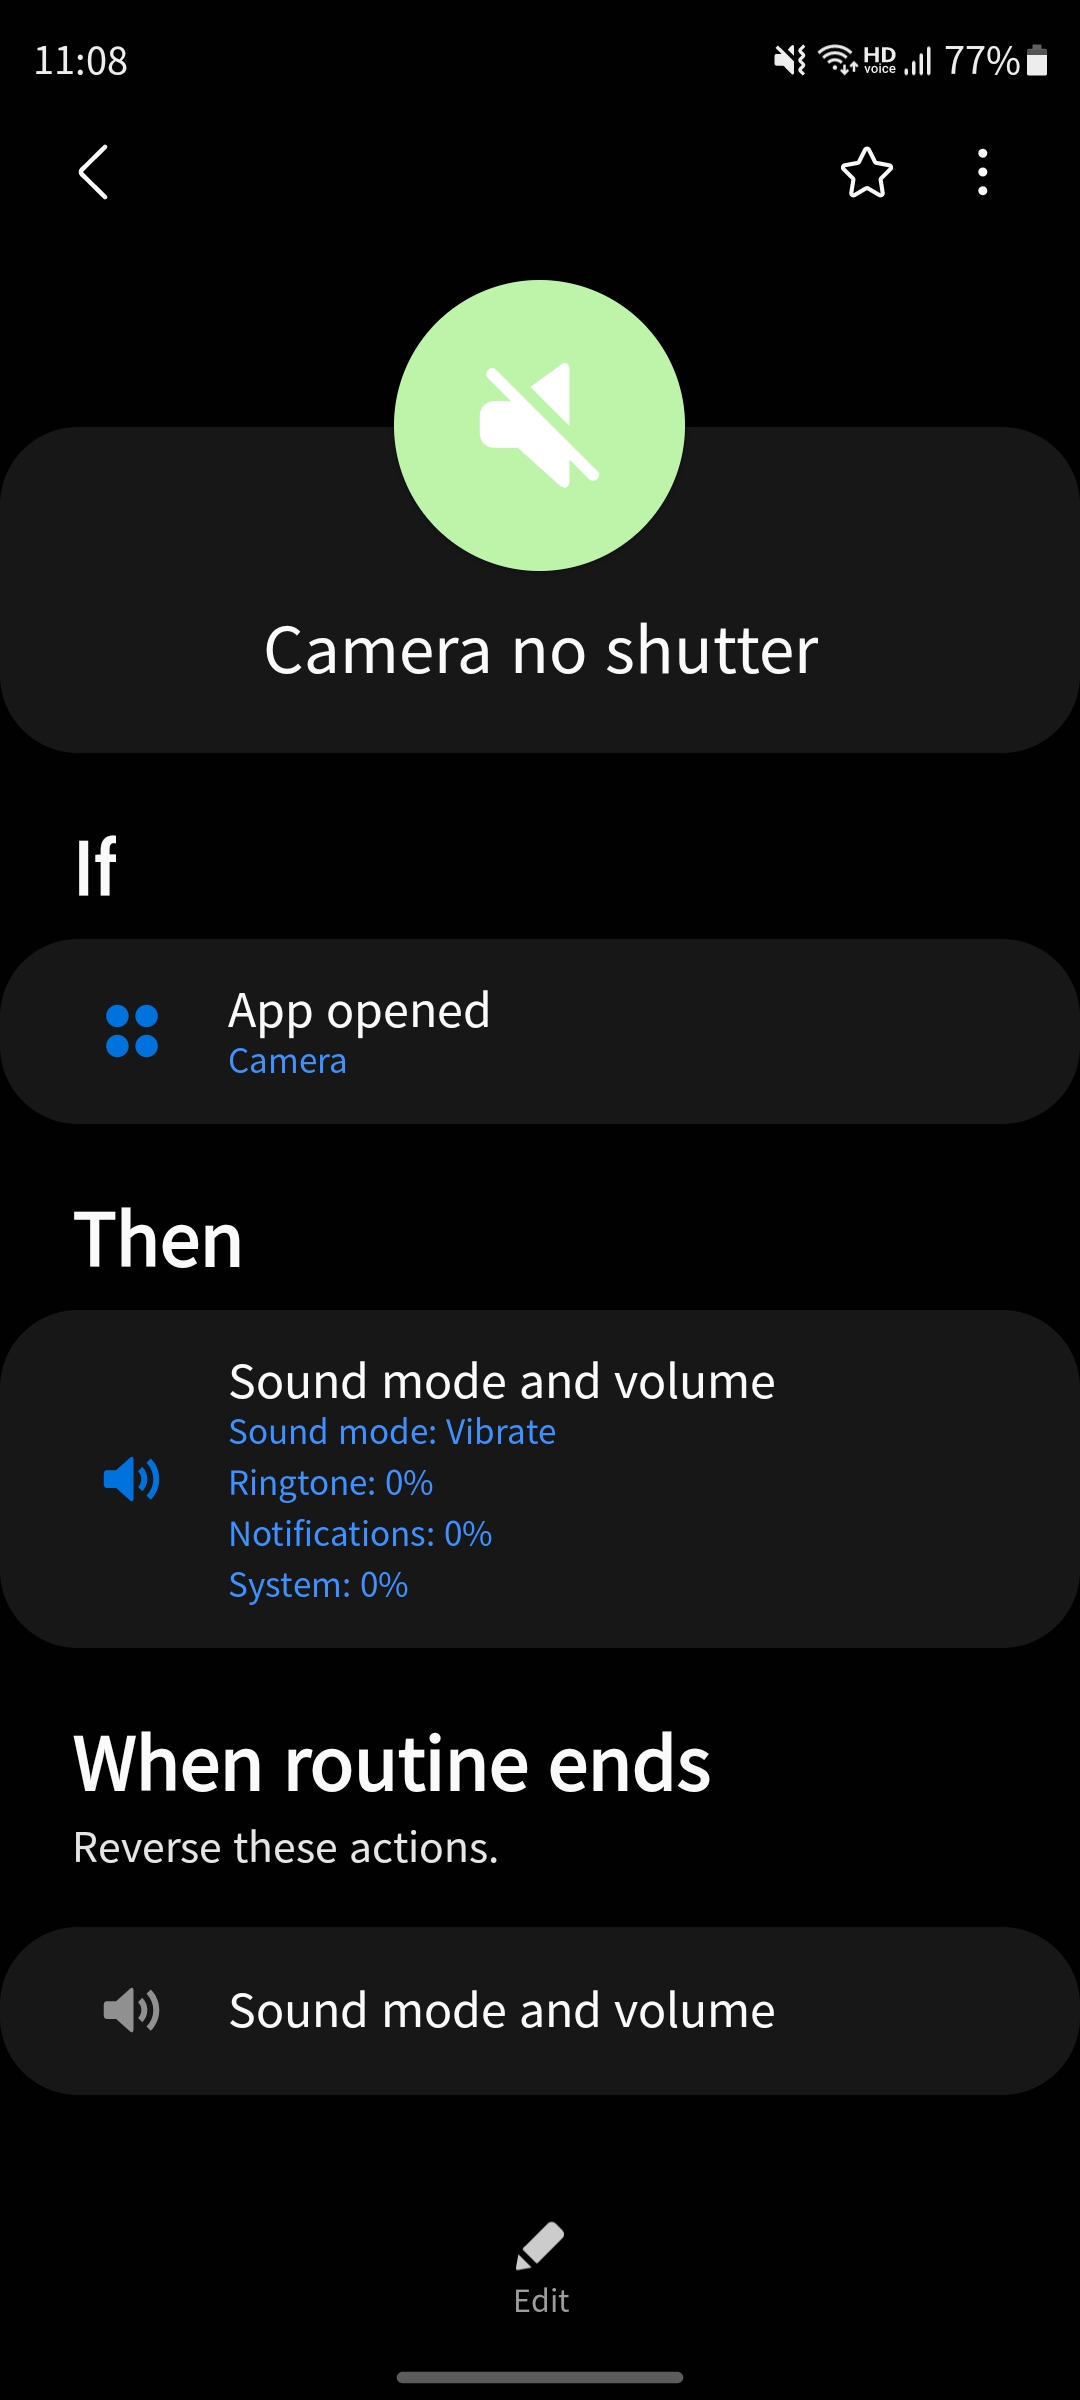 11:08 HD voice 77%
Camera no shutter
If
App opened
Camera
Then
Sound mode and volume
Sound mode: Vibrate
Ringtone: 0%
Notifications: 0%
System: 0%
When routine ends
Reverse these actions.
Sound mode and volume
Edit